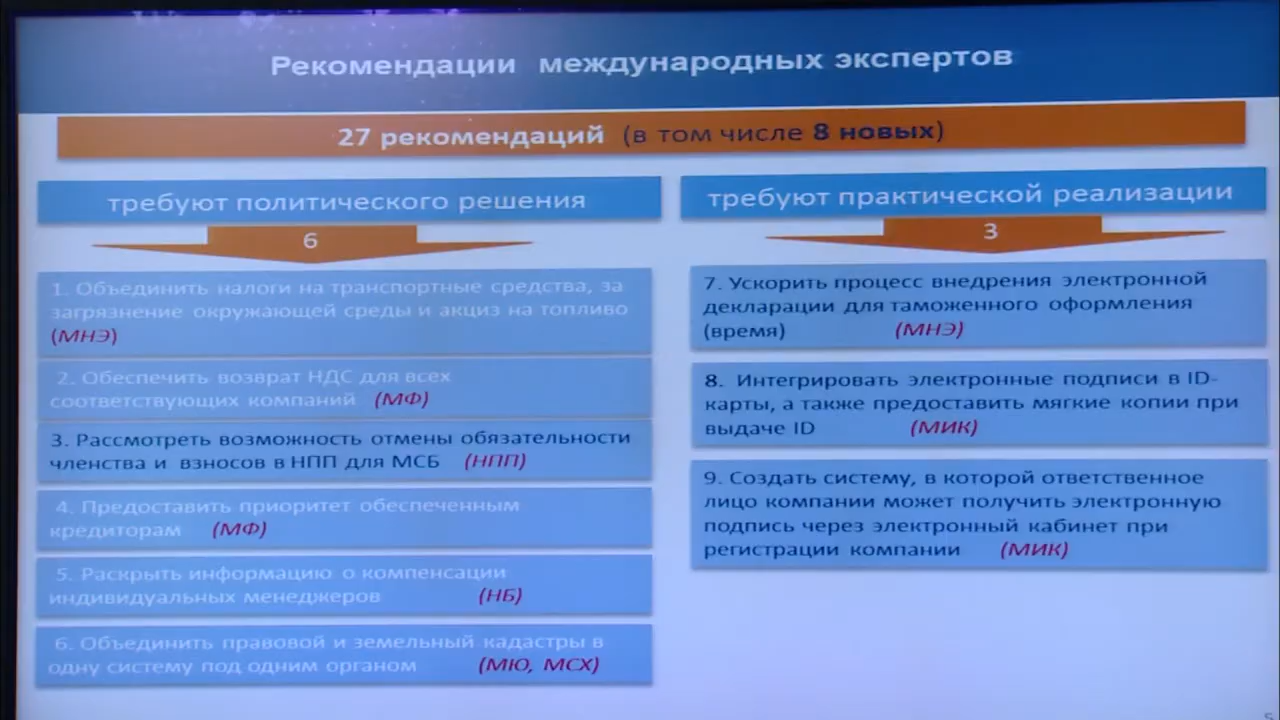 Рекомендации международных экспертов
27 рекомендаций (в том числе 8 новых)
требуют политического решения
6
1. Объединить налоги на транспортные средства, за
загрязнение окружающей среды и акциз на топливо
(МНЭ)
2. Обеспечить возврат НДС для всех
соответствующих компаний (МФ)
3. Рассмотреть возможность отмены обязательности
членства и взносов в НПП для МСБ (НПП)
4. Предоставить приоритет обеспеченным
кредиторам (МФ)
5. Раскрыть информацию о компенсации
индивидуальных менеджеров (НБ)
6. Объединить правовой и земельный кадастры в
одну систему под одним органом (МЮ, МСХ)
требуют практической реализации
3
7. Ускорить процесс внедрения электронной
декларации для таможенного оформления
(время) (МНЭ)
8. Интегрировать электронные подписи в ID-
карты, а также предоставить мягкие копии при
выдаче ID (МИК)
9. Создать систему, в которой ответственное
лицо компании может получить электронную
подпись через электронный кабинет при
регистрации компании (МИК)